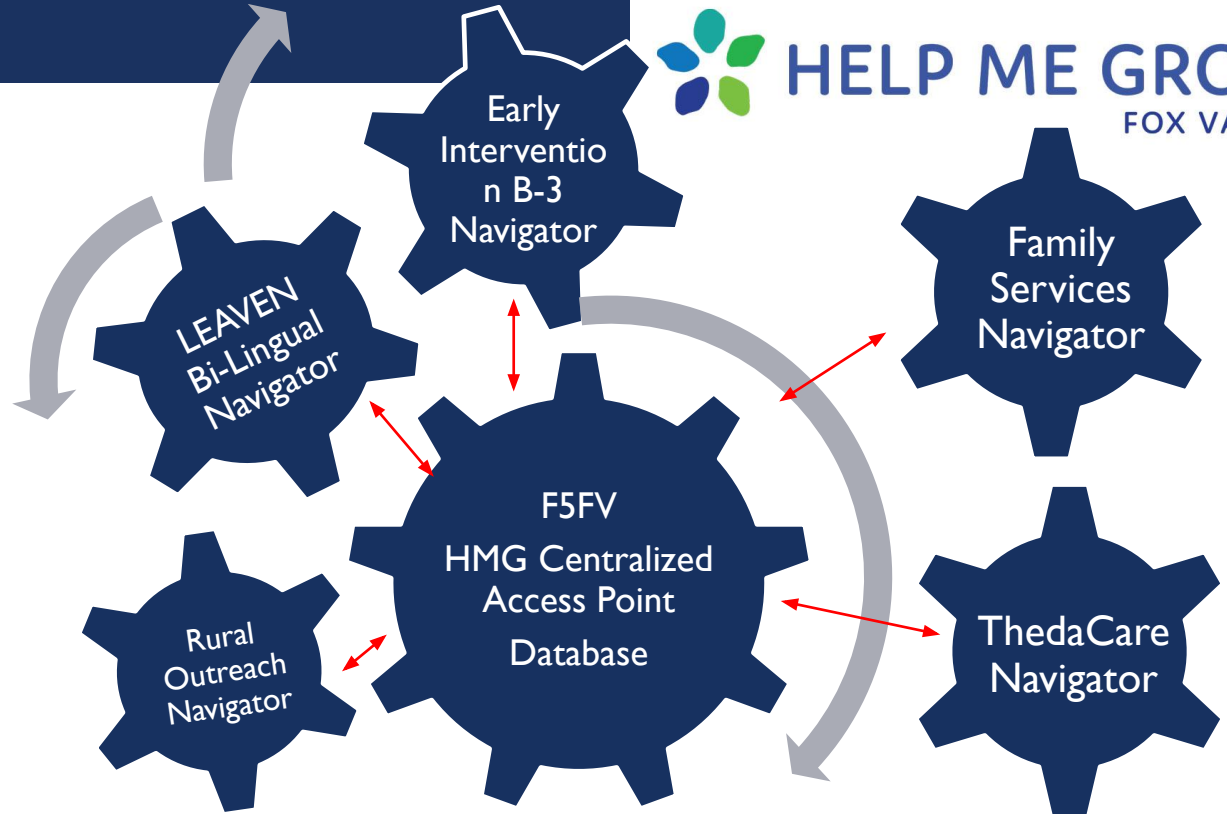 HELP ME GRO
FOX VA
Early
Interventio
n B-3
Navigator
Family
Services
Navigator
LEAVEN
Bi-Lingual
Navigator
F5FV
HMG Centralized
Access Point
Database
Rural
Outreach
Navigator
ThedaCare
Navigator